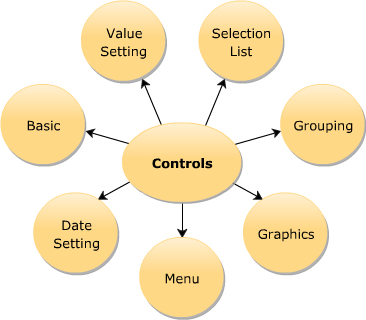 Value
Setting
Selection
List
Basic
Grouping
Controls
Date
Setting
Graphics
Menu